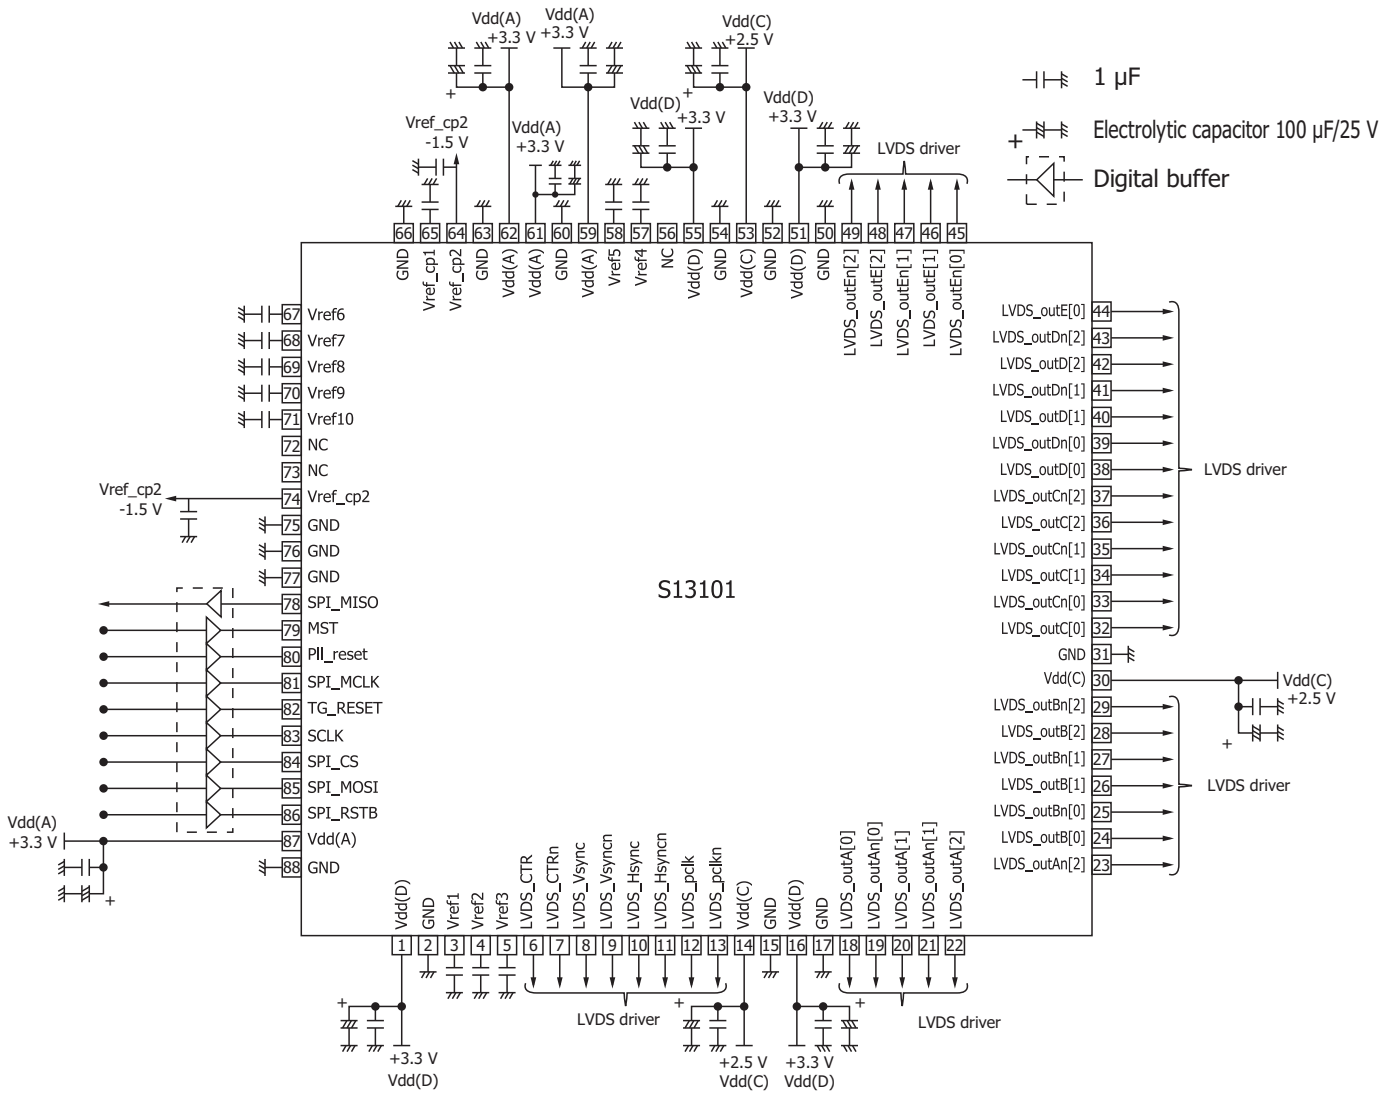 Vdd(A)
+3.3 V
Vdd(A)
+3.3 V
Vdd(C)
+2.5 V
1 µF
Electrolytic capacitor 100 µF/25 V
Digital buffer
Vref_cp2
-1.5 V
Vdd(A)
+3.3 V
Vdd(D)
+3.3 V
Vdd(D)
+3.3 V
LVDS driver
+
+
66 65 64 63 62 61 60 59 58 57 56 55 54 53 52 51 50 49 48 47 46 45
GND
Vref_cp1
Vref_cp2
GND
Vdd(A)
Vdd(A)
GND
Vdd(A)
Vref5
Vref4
NC
Vdd(D)
GND
Vdd(C)
GND
Vdd(D)
GND
LVDS_outEn[2]
LVDS_outE[2]
LVDS_outEn[1]
LVDS_outE[1]
LVDS_outEn[0]
67 Vref6
68 Vref7
69 Vref8
70 Vref9
71 Vref10
72 NC
73 NC
74 Vref_cp2
Vref_cp2
-1.5 V
75 GND
76 GND
77 GND
78 SPI_MISO
79 MST
80 Pll_reset
81 SPI_MCLK
82 TG_RESET
83 SCLK
84 SPI_CS
85 SPI_MOSI
86 SPI_RSTB
87 Vdd(A)
88 GND
Vdd(A)
+3.3 V
+
S13101
LVDS_outE[0] 44
LVDS_outDn[2] 43
LVDS_outD[2] 42
LVDS_outDn[1] 41
LVDS_outD[1] 40
LVDS_outDn[0] 39
LVDS_outD[0] 38
LVDS_outCn[2] 37
LVDS_outC[2] 36
LVDS_outCn[1] 35
LVDS_outC[1] 34
LVDS_outCn[0] 33
LVDS_outC[0] 32
LVDS driver
GND 31
Vdd(C) 30
Vdd(C)
+2.5 V
+
LVDS_outBn[2] 29
LVDS_outB[2] 28
LVDS_outBn[1] 27
LVDS_outB[1] 26
LVDS_outBn[0] 25
LVDS_outB[0] 24
LVDS_outAn[2] 23
LVDS driver
Vdd(D)
GND
Vref1
Vref2
Vref3
LVDS_CTR
LVDS_CTRn
LVDS_Vsync
LVDS_Vsyncn
LVDS_Hsync
LVDS_Hsyncn
LVDS_pclk
LVDS_pclkn
Vdd(C)
GND
Vdd(D)
GND
LVDS_outA[0]
LVDS_outAn[0]
LVDS_outA[1]
LVDS_outAn[1]
LVDS_outA[2]
1 2 3 4 5 6 7 8 9 10 11 12 13 14 15 16 17 18 19 20 21 22
+
+
+
LVDS driver
LVDS driver
+3.3 V
Vdd(D)
+2.5 V
Vdd(C)
+3.3 V
Vdd(D)